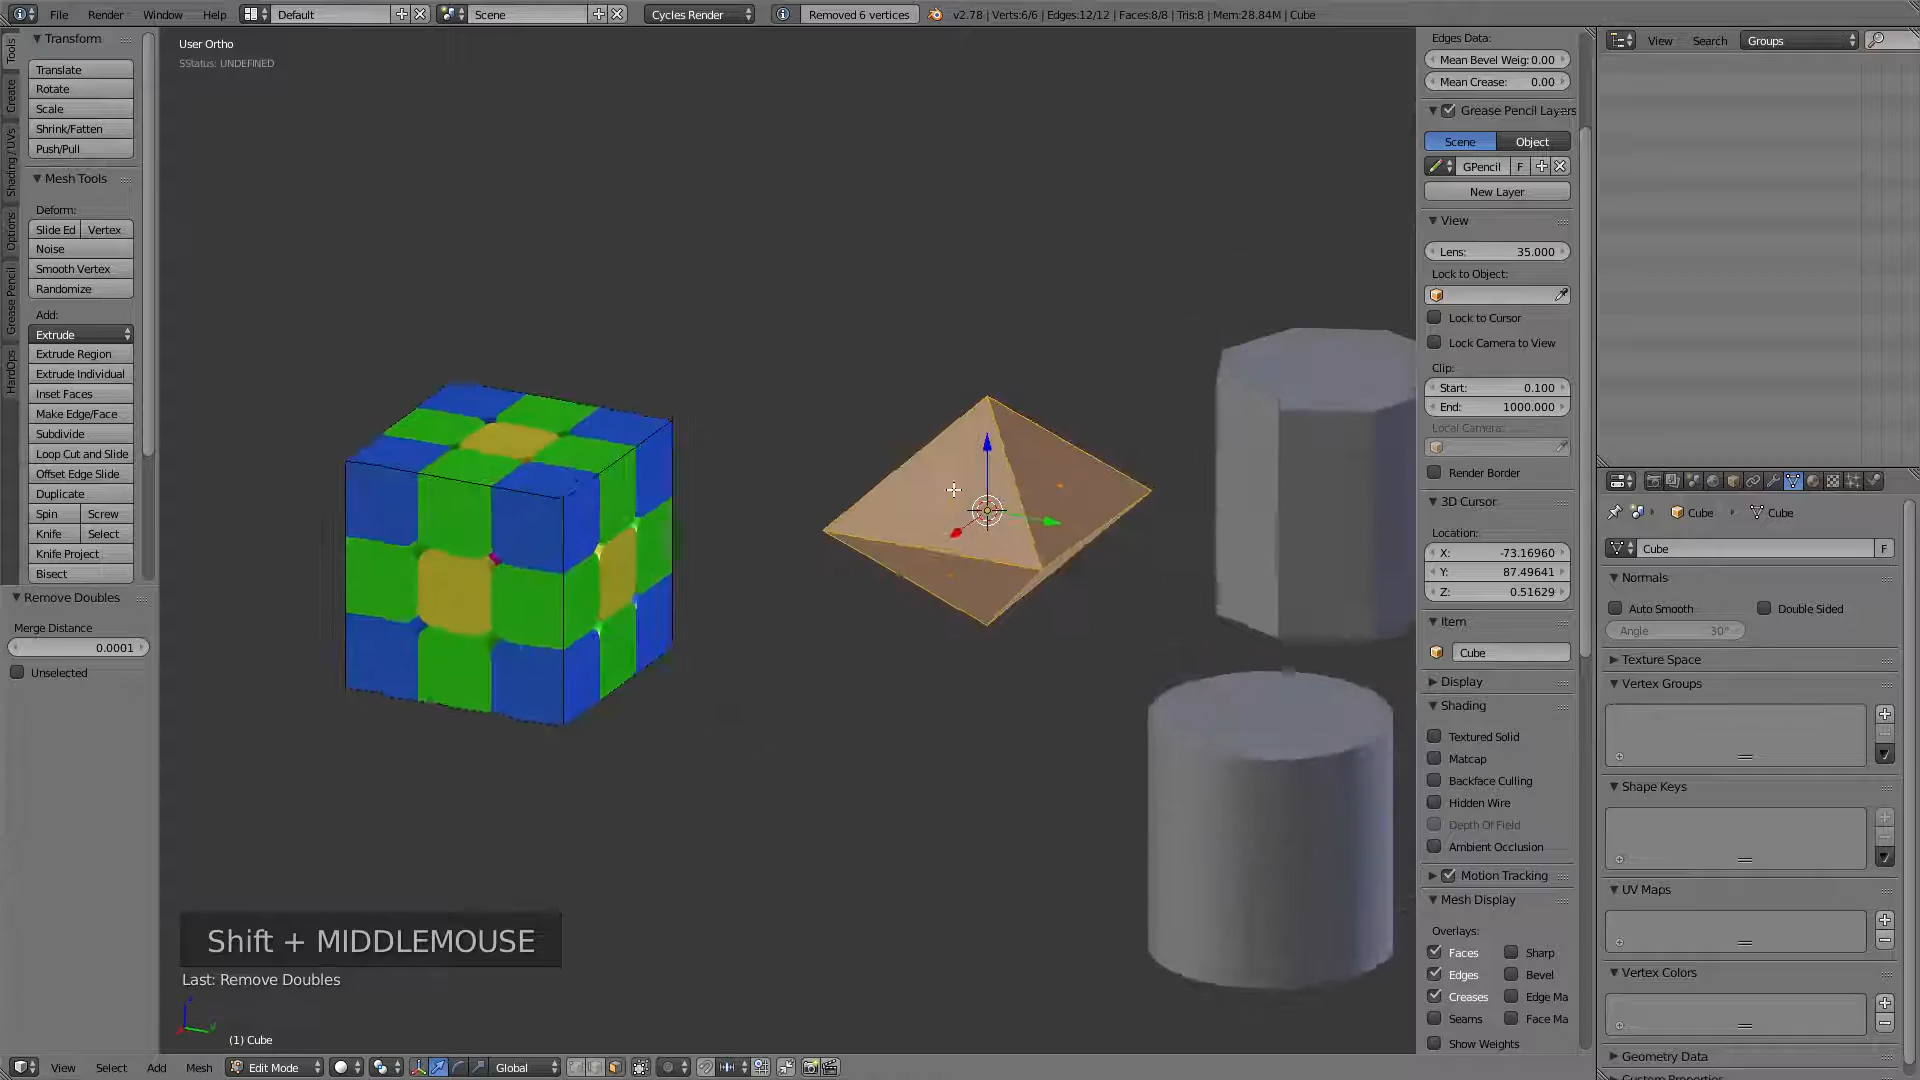 File Render Window Help Default Scene Cycles Render Removed 6 vertices v2.78 | Verts:6/6 | Edges:12/12 | Faces:8/8 | Tris:8 | Mem:28.84M | Cube
Tools
Create
Shading / UVs
Options
Grease Pencil
HardOps
Transform
Translate
Rotate
Scale
Shrink/Fatten
Push/Pull
Mesh Tools
Deform:
Slide Ed Vertex
Noise
Smooth Vertex
Randomize
Add:
Extrude
Extrude Region
Extrude Individual
Inset Faces
Make Edge/Face
Subdivide
Loop Cut and Slide
Offset Edge Slide
Duplicate
Spin Screw
Knife Select
Knife Project
Bisect
Remove Doubles
Merge Distance
0.0001
Unselected
User Ortho
SStatus: UNDEFINED
Shift + MIDDLEMOUSE
Last: Remove Doubles
(1) Cube
View Select Add Mesh Edit Mode Global
Edges Data:
Mean Bevel Weig: 0.00
Mean Crease: 0.00
Grease Pencil Layers
Scene Object
GPencil F
New Layer
View
Lens: 35.000
Lock to Object:
Lock to Cursor
Lock Camera to View
Clip:
Start: 0.100
End: 1000.000
Local Camera:
Render Border
3D Cursor
Location:
X: -73.16960
Y: 87.49641
Z: 0.51629
Item
Cube
Display
Shading
Textured Solid
Matcap
Backface Culling
Hidden Wire
Depth Of Field
Ambient Occlusion
Motion Tracking
Mesh Display
Overlays:
Faces Sharp
Edges Bevel
Creases Edge Ma
Seams Face Ma
Show Weights
View Search Groups
Cube Cube
Cube F
Normals
Auto Smooth Double Sided
Angle 30°
Texture Space
Vertex Groups
Shape Keys
UV Maps
Vertex Colors
Geometry Data
Custom Properties